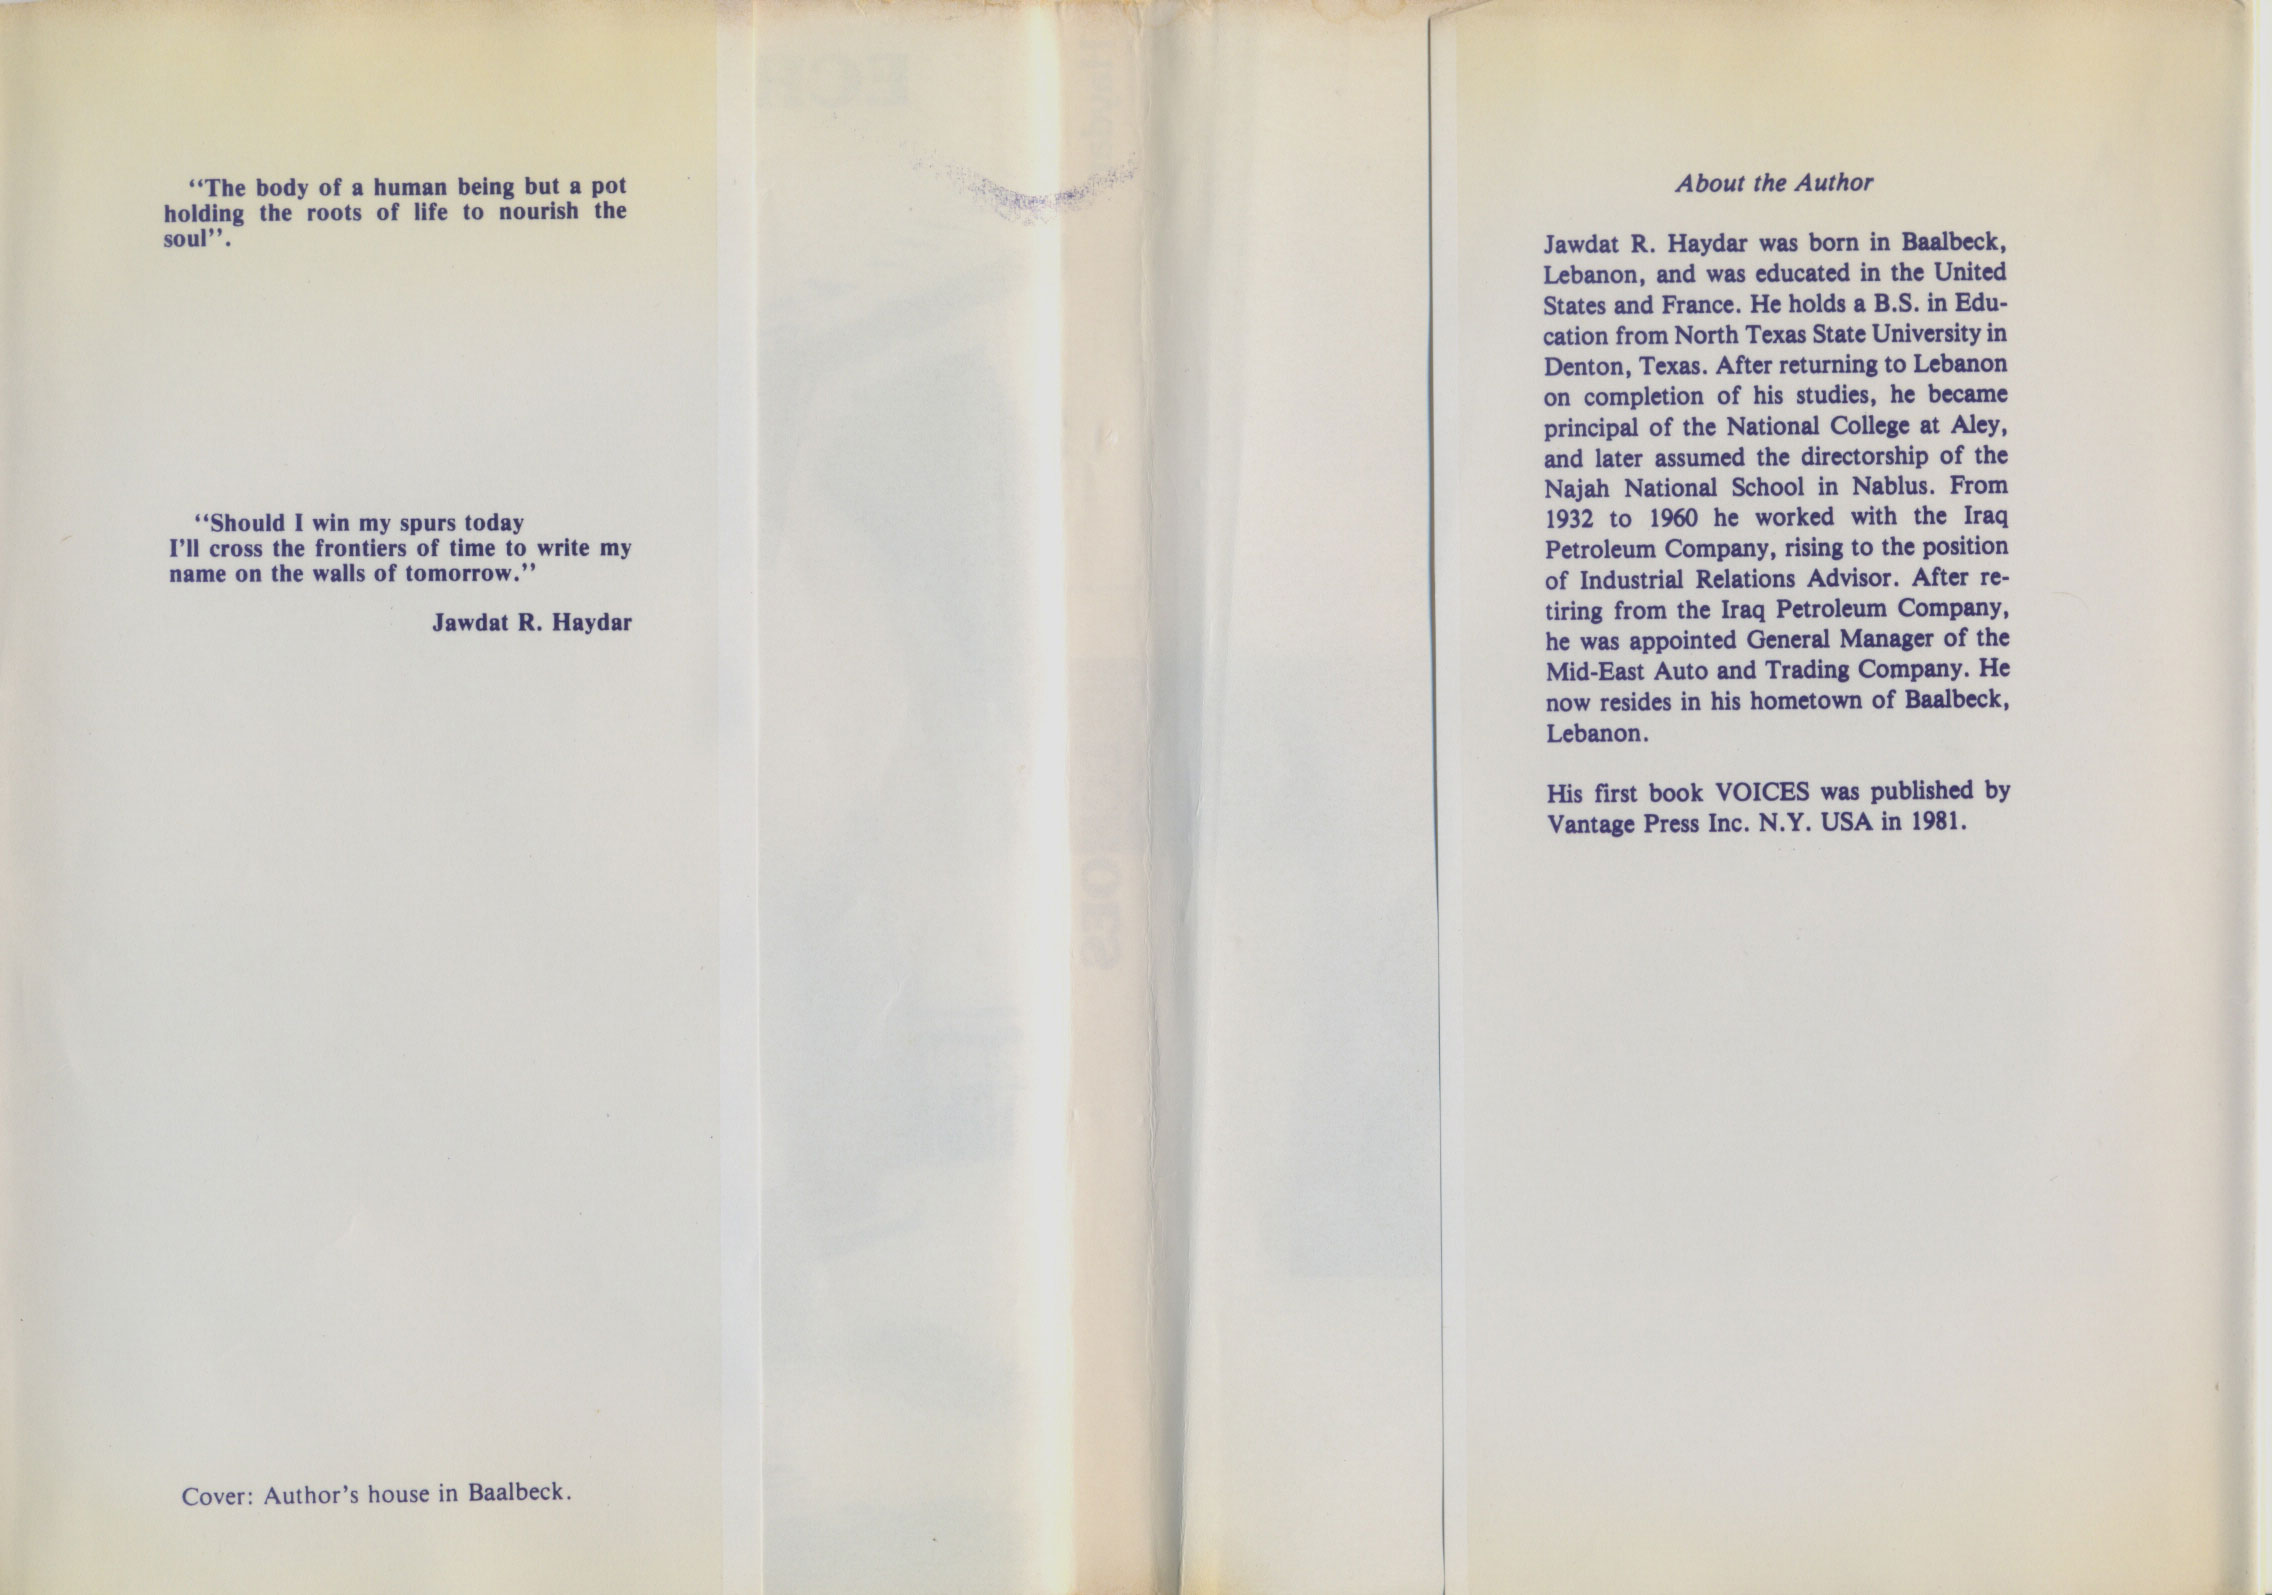 “The body of a human being but a pot
holding the roots of life to nourish the
soul”.
“Should I win my spurs today
I’ll cross the frontiers of time to write my
name on the walls of tomorrow.”
Jawdat R. Haydar
Cover: Author’s house in Baalbeck.
About the Author
Jawdat R. Haydar was born in Baalbeck,
Lebanon, and was educated in the United
States and France. He holds a B.S. in Edu-
cation from North Texas State University in
Denton, Texas. After returning to Lebanon
on completion of his studies, he became
principal of the National College at Aley,
and later assumed the directorship of the
Najah National School in Nablus. From
1932 to 1960 he worked with the Iraq
Petroleum Company, rising to the position
of Industrial Relations Advisor. After re-
tiring from the Iraq Petroleum Company,
he was appointed General Manager of the
Mid-East Auto and Trading Company. He
now resides in his hometown of Baalbeck,
Lebanon.
His first book VOICES was published by
Vantage Press Inc. N.Y. USA in 1981.